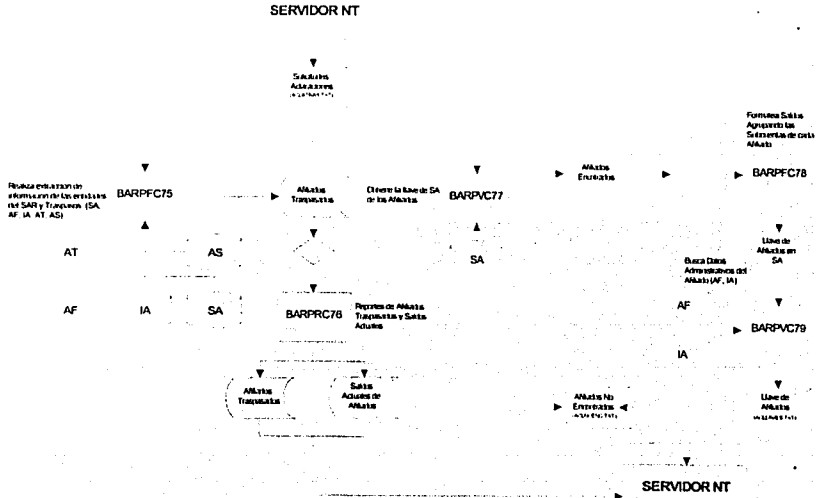 SERVIDOR NT
Solicitudes
Aclaraciones
Formatea Saldos
Agrupando las
Subcuentas de cada
Afiliado
Realiza extracción de
información de las entidades
del SAR y Traspasos (SA,
AF, IA, AT, AS)
BARPFC75
Afiliados
Traspasados
Obtiene la llave de SA
de los Afiliados
BARPVC77
Afiliados
Encontrados
BARPFC78
AT
AS
SA
Llave de
Afiliados en
SA
Busca Datos
Administrativos del
Afiliado (AF, IA)
AF
IA
SA
BARPRC76
Reportes de Afiliados
Traspasados y Saldos
Actuales
AF
IA
BARPVC79
Afiliados
Traspasados
Saldos
Actuales de
Afiliados
Afiliados No
Encontrados
Llave de
Afiliados
SERVIDOR NT